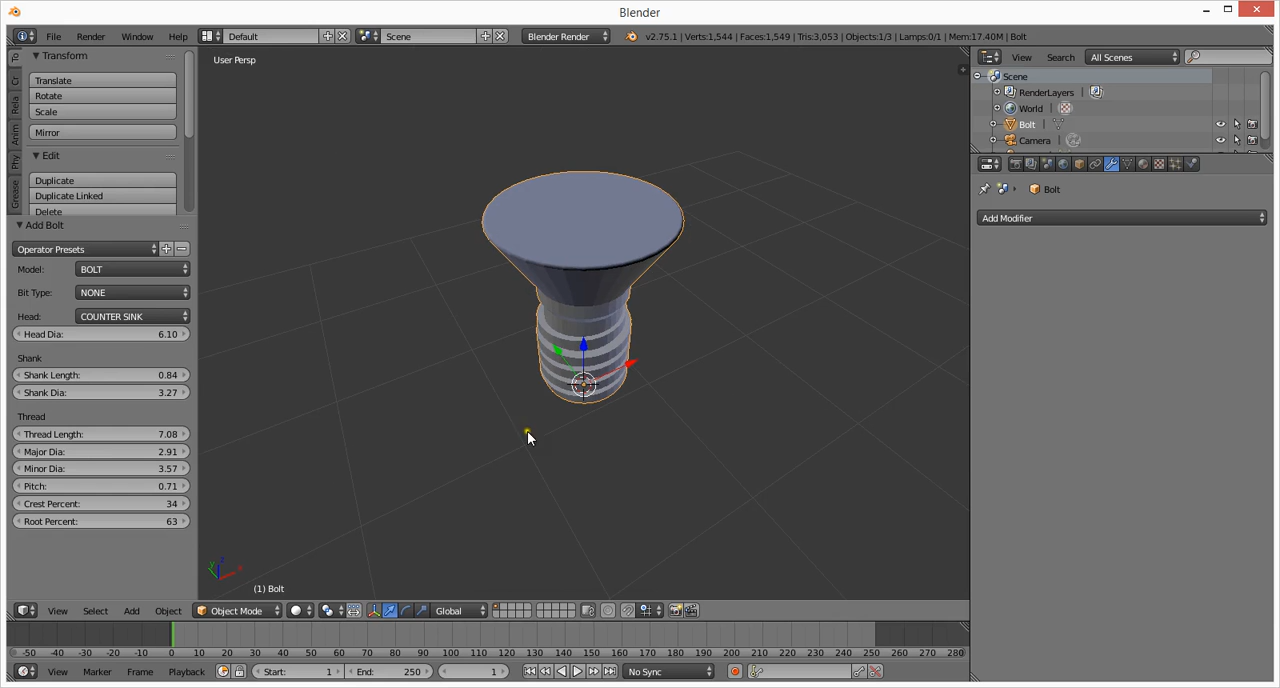 Blender
File Render Window Help Default Scene Blender Render v2.75.1 | Verts:1,544 | Faces:1,549 | Tris:3,053 | Objects:1/3 | Lamps:0/1 | Mem:17.40M | Bolt
Transform
Translate
Rotate
Scale
Mirror
Edit
Duplicate
Duplicate Linked
Delete
To
Cr
Rela
Anim
Phy
Grease
Add Bolt
Operator Presets
Model: BOLT
Bit Type: NONE
Head: COUNTER SINK
Head Dia: 6.10
Shank
Shank Length: 0.84
Shank Dia: 3.27
Thread
Thread Length: 7.08
Major Dia: 2.91
Minor Dia: 3.57
Pitch: 0.71
Crest Percent: 34
Root Percent: 63
User Persp
(1) Bolt
View Search All Scenes
Scene
RenderLayers |
World
Bolt |
Camera |
Bolt
Add Modifier
View Select Add Object Object Mode Global
-50 -40 -30 -20 -10 0 10 20 30 40 50 60 70 80 90 100 110 120 130 140 150 160 170 180 190 200 210 220 230 240 250 260 270 280
View Marker Frame Playback Start: 1 End: 250 1 No Sync